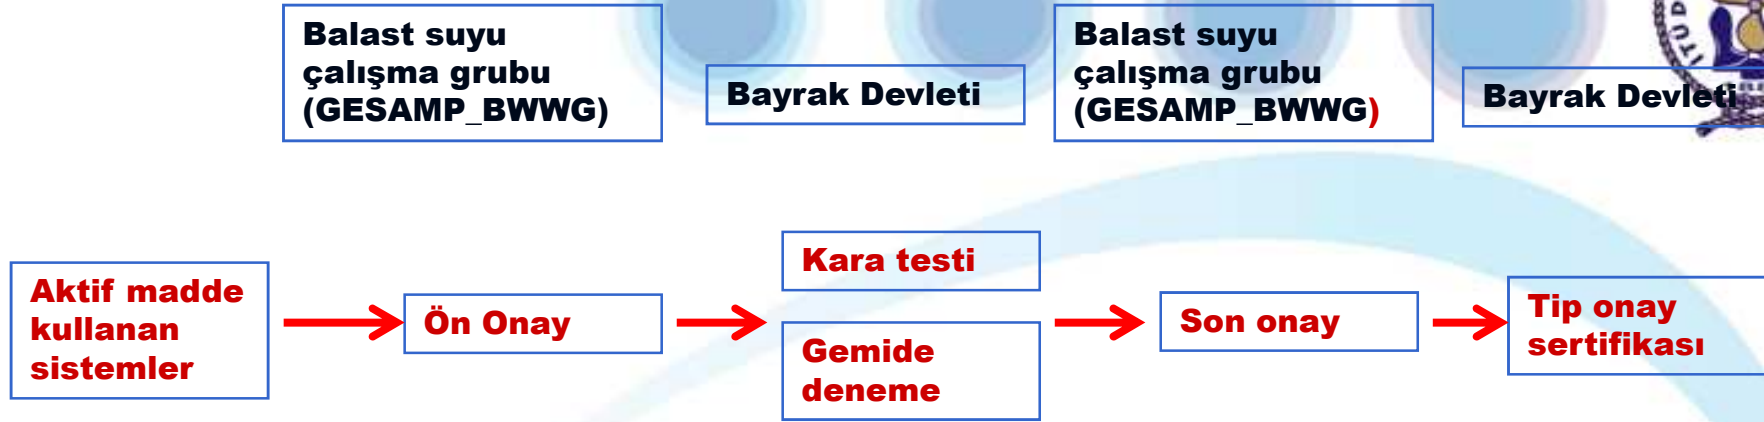 Balast suyu
çalışma grubu
(GESAMP_BWWG)
Bayrak Devleti
Balast suyu
çalışma grubu
(GESAMP_BWWG)
Bayrak Devleti
Aktif madde
kullanan
sistemler
Ön Onay
Kara testi
Gemide
deneme
Son onay
Tip onay
sertifikası